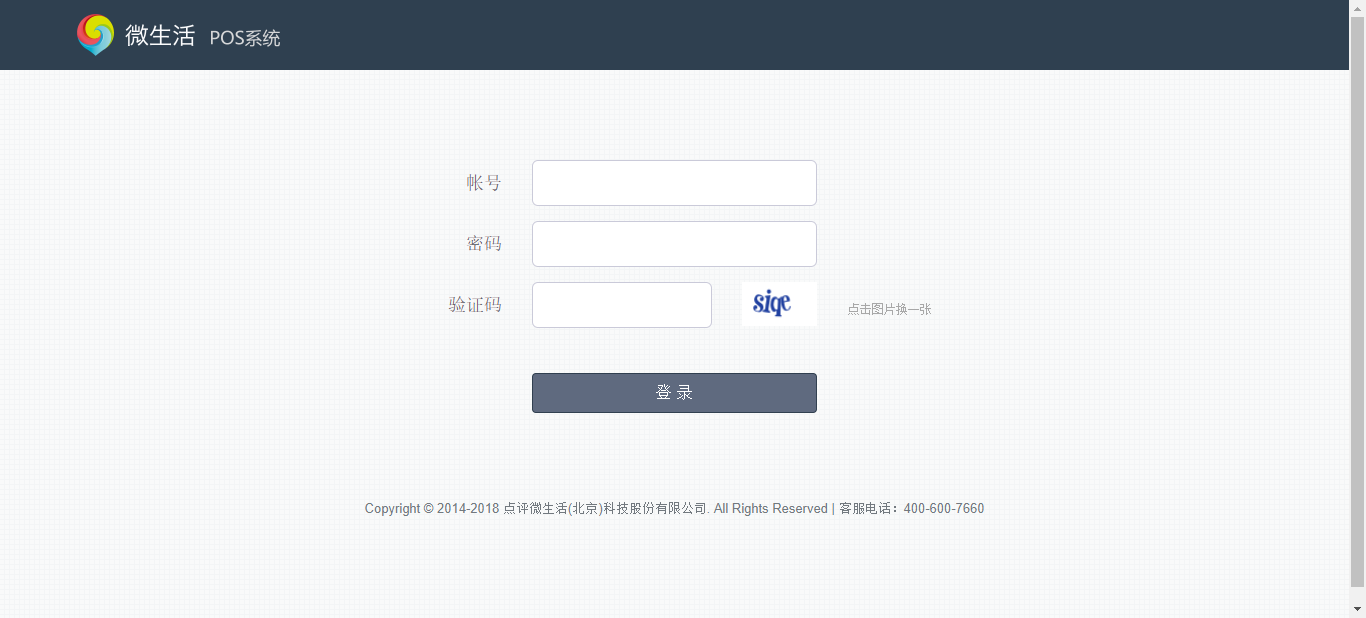 微生活 POS系统
帐号
密码
验证码 siqe 点击图片换一张
登 录
Copyright © 2014-2018 点评微生活(北京)科技股份有限公司. All Rights Reserved | 客服电话：400-600-7660